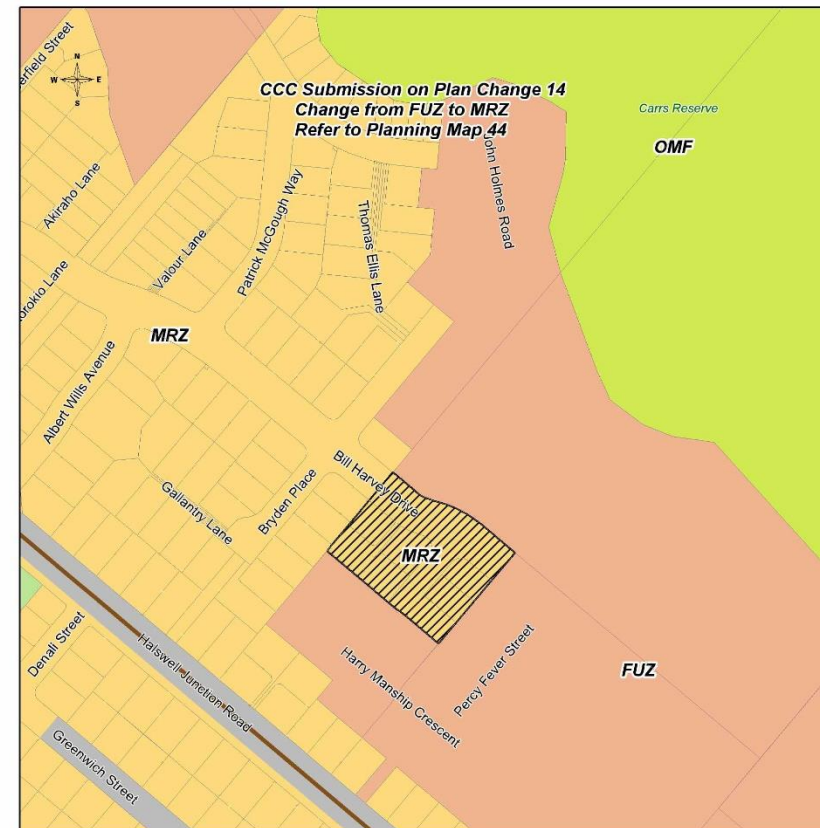 N
W E
S
CCC Submission on Plan Change 14
Change from FUZ to MRZ
Refer to Planning Map 44
Carrs Reserve
OMF
erfield Street
John Holmes Road
Akiraho Lane
Patrick McGough Way
Thomas Ellis Lane
Valour Lane
orokio Lane
MRZ
Albert Wills Avenue
Bill Harvey Drive
Bryden Place
Gallantry Lane
MRZ
Denali Street
Halswell Junction Road
Harry Manship Crescent
Percy Fever Street
FUZ
Greenwich Street